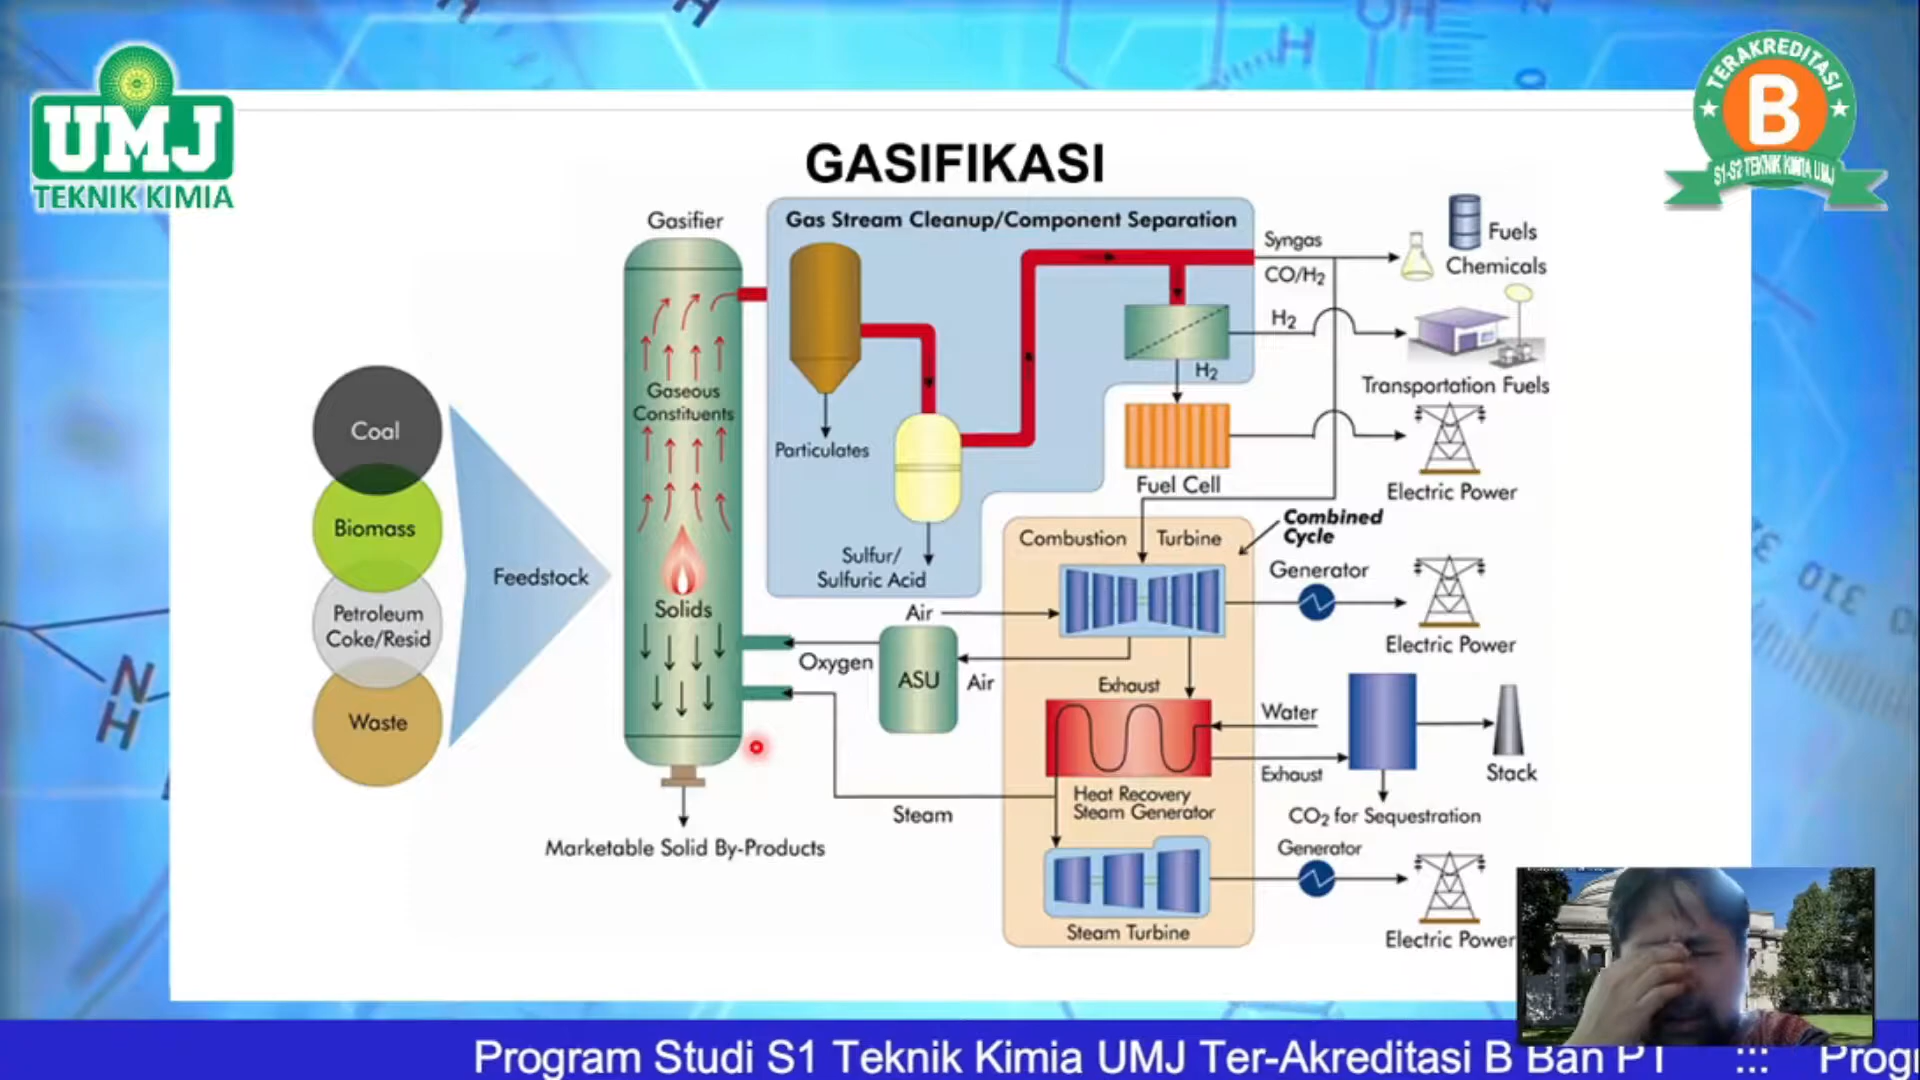 UMJ
TEKNIK KIMIA
TERAKREDITASI
B
S1-S2 TEKNIK KIMIA UMJ
GASIFIKASI
Gasifier
Gas Stream Cleanup/Component Separation
Syngas
CO/H2
Fuels
Chemicals
H2
Transportation Fuels
H2
Gaseous
Constituents
Particulates
Coal
Biomass
Petroleum
Coke/Resid
Waste
Feedstock
Fuel Cell
Electric Power
Sulfur/
Sulfuric Acid
Combustion Turbine
Combined
Cycle
Generator
Electric Power
Solids
Air
Oxygen
ASU
Air
Exhaust
Water
Exhaust
Stack
Heat Recovery
Steam Generator
CO2 for Sequestration
Steam
Marketable Solid By-Products
Generator
Steam Turbine
Electric Power
N
H
H
OH
310
Program Studi S1 Teknik Kimia UMJ Ter-Akreditasi B Ban PT ::: Progr